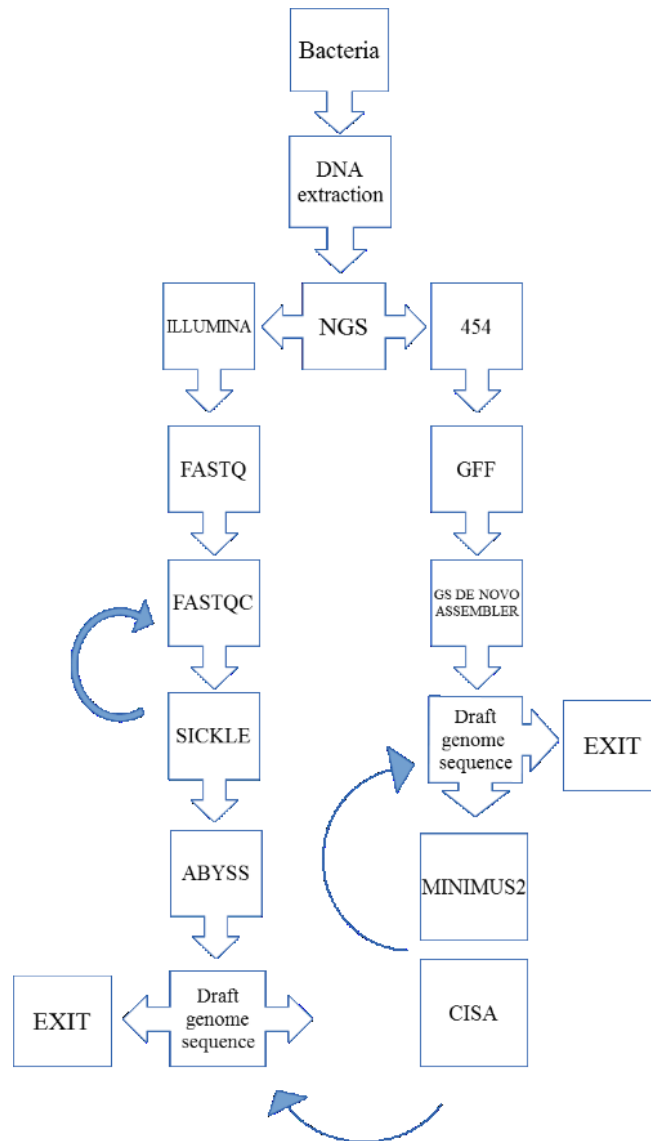 Bacteria
DNA
extraction
ILLUMINA
NGS
454
FASTQ
GFF
FASTQC
GS DE NOVO
ASSEMBLER
SICKLE
Draft
genome
sequence
EXIT
ABYSS
MINIMUS2
EXIT
Draft
genome
sequence
CISA